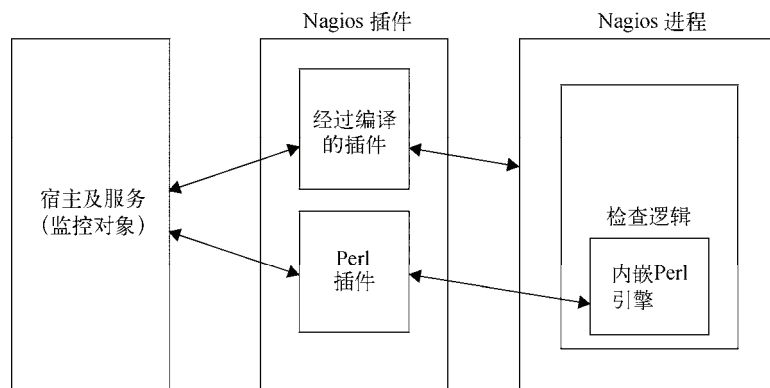 Nagios 插件
Nagios 进程
经过编译
的插件
宿主及服务
(监控对象)
Perl
插件
检查逻辑
内嵌Perl
引擎